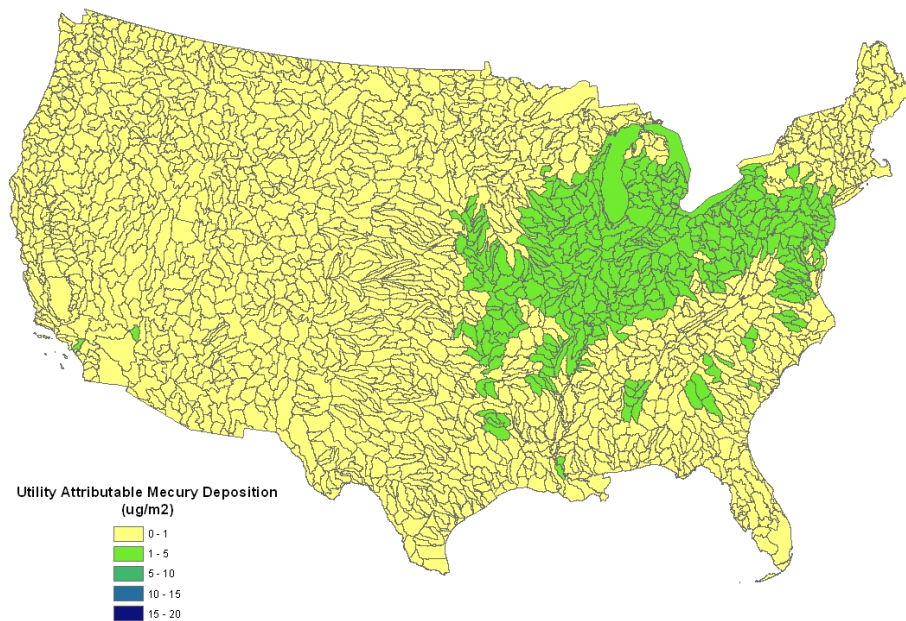 Utility Attributable Mecury Deposition
(ug/m2)
0 - 1
1 - 5
5 - 10
10 - 15
15 - 20